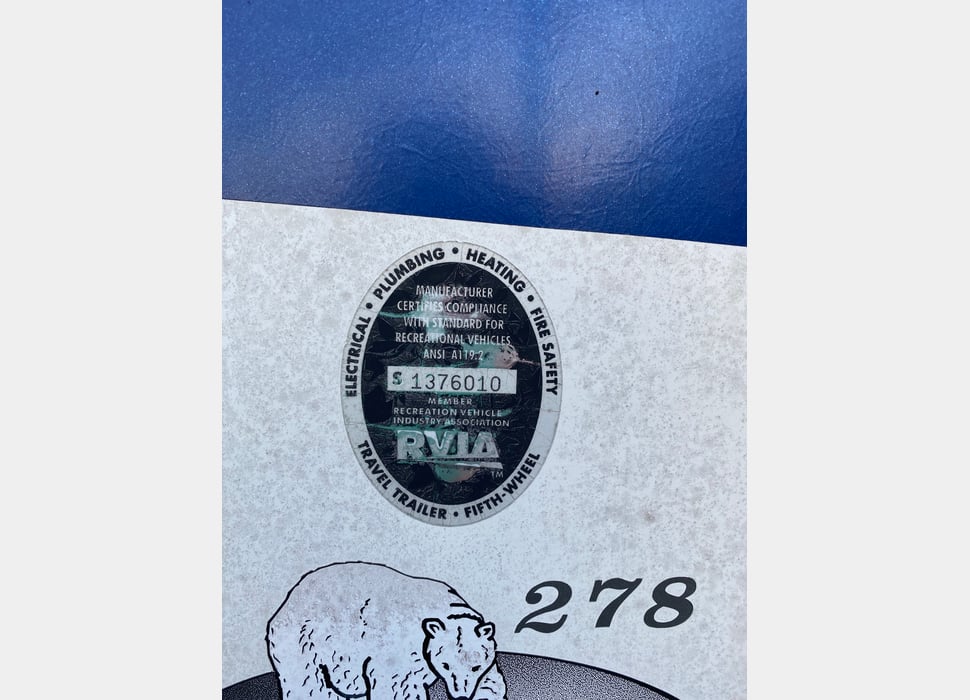 ELECTRICAL • PLUMBING • HEATING • FIRE SAFETY
MANUFACTURER
CERTIFIES COMPLIANCE
WITH STANDARD FOR
RECREATIONAL VEHICLES
ANSI A119.2
S 1376010
MEMBER
RECREATION VEHICLE
INDUSTRY ASSOCIATION
RVIA
TM
TRAVEL TRAILER • FIFTH-WHEEL
278